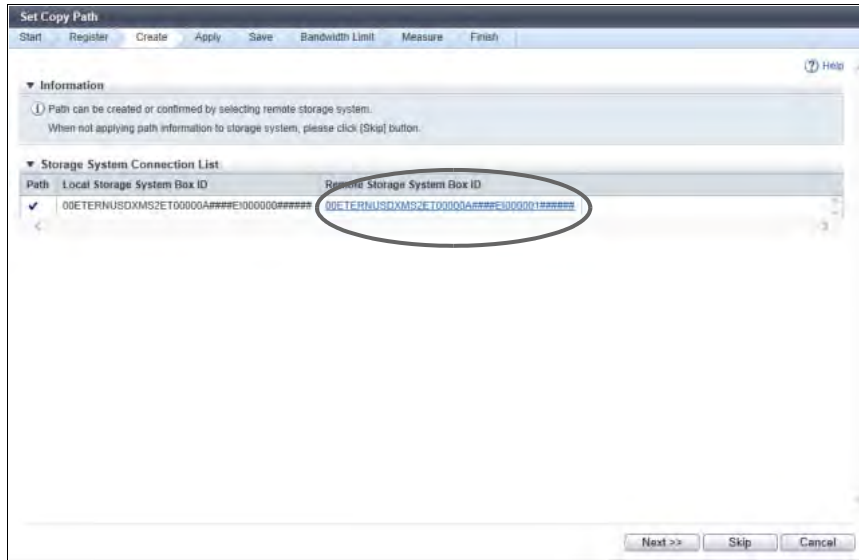 Set Copy Path
Start Register Create Apply Save Bandwidth Limit Measure Finish
Help
Information
Path can be created or confirmed by selecting remote storage system.
When not applying path information to storage system, please click [Skip] button.
Storage System Connection List
Path Local Storage System Box ID Remote Storage System Box ID
00ETERNUSDXMS2ET00000A####EI000000###### 00ETERNUSDXMS2ET00000A####EI000001######
Next >> Skip Cancel